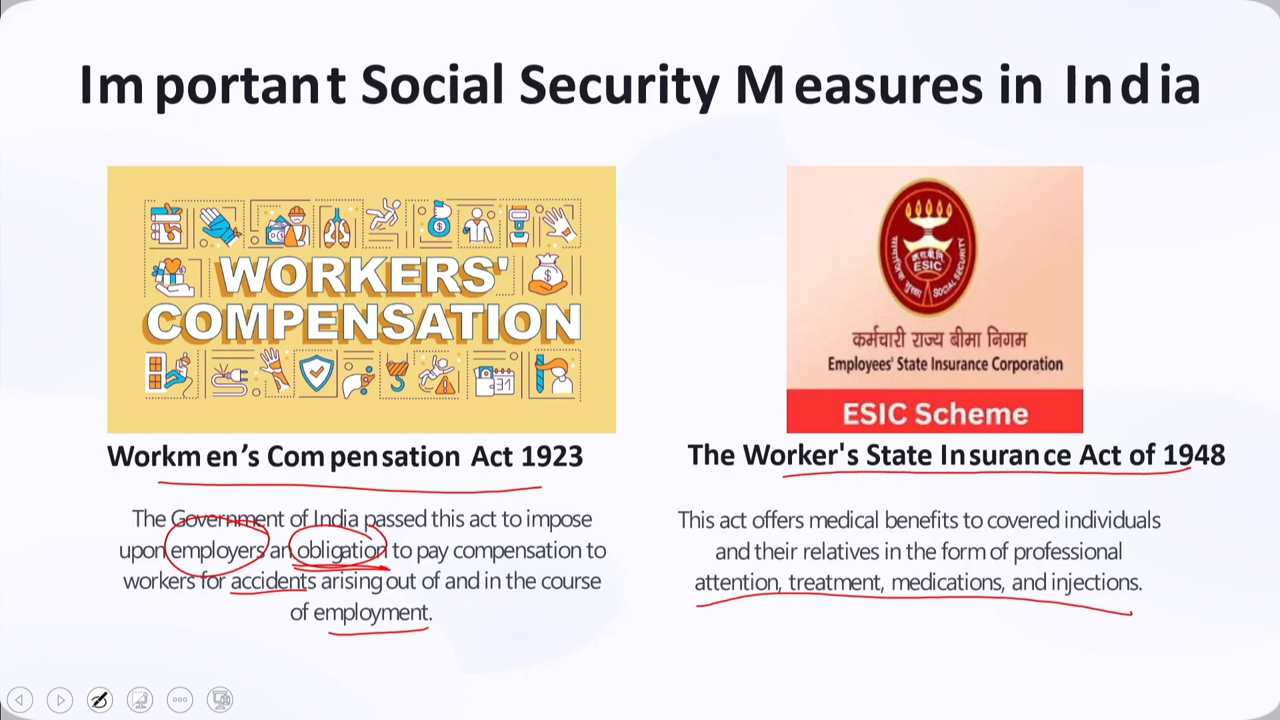 Important Social Security Measures in India
WORKERS'
COMPENSATION
31
ESIC
SOCIAL SECURITY
कर्मचारी राज्य बीमा निगम
Employees' State Insurance Corporation
ESIC Scheme
Workmen's Compensation Act 1923
The Government of India passed this act to impose
upon employers an obligation to pay compensation to
workers for accidents arising out of and in the course
of employment.
The Worker's State Insurance Act of 1948
This act offers medical benefits to covered individuals
and their relatives in the form of professional
attention, treatment, medications, and injections.